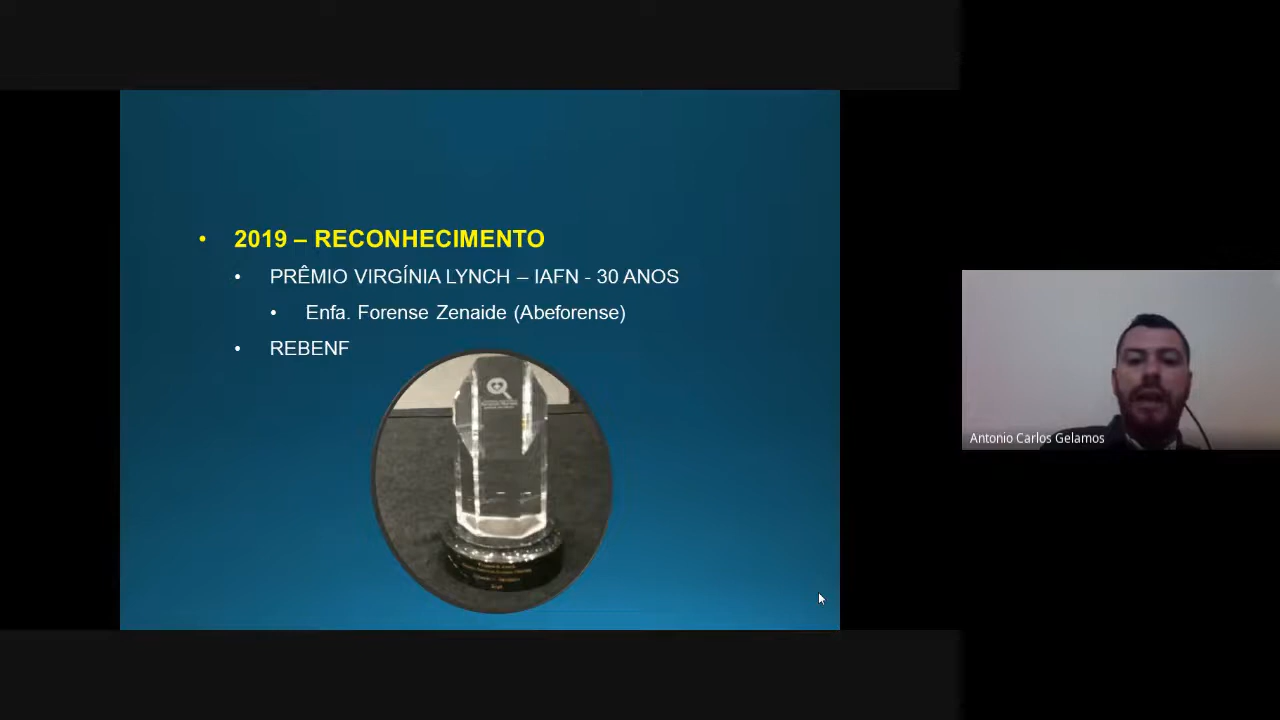 • 2019 – RECONHECIMENTO
• PRÊMIO VIRGÍNIA LYNCH – IAFN - 30 ANOS
• Enfa. Forense Zenaide (Abeforense)
• REBENF
Antonio Carlos Gelamos